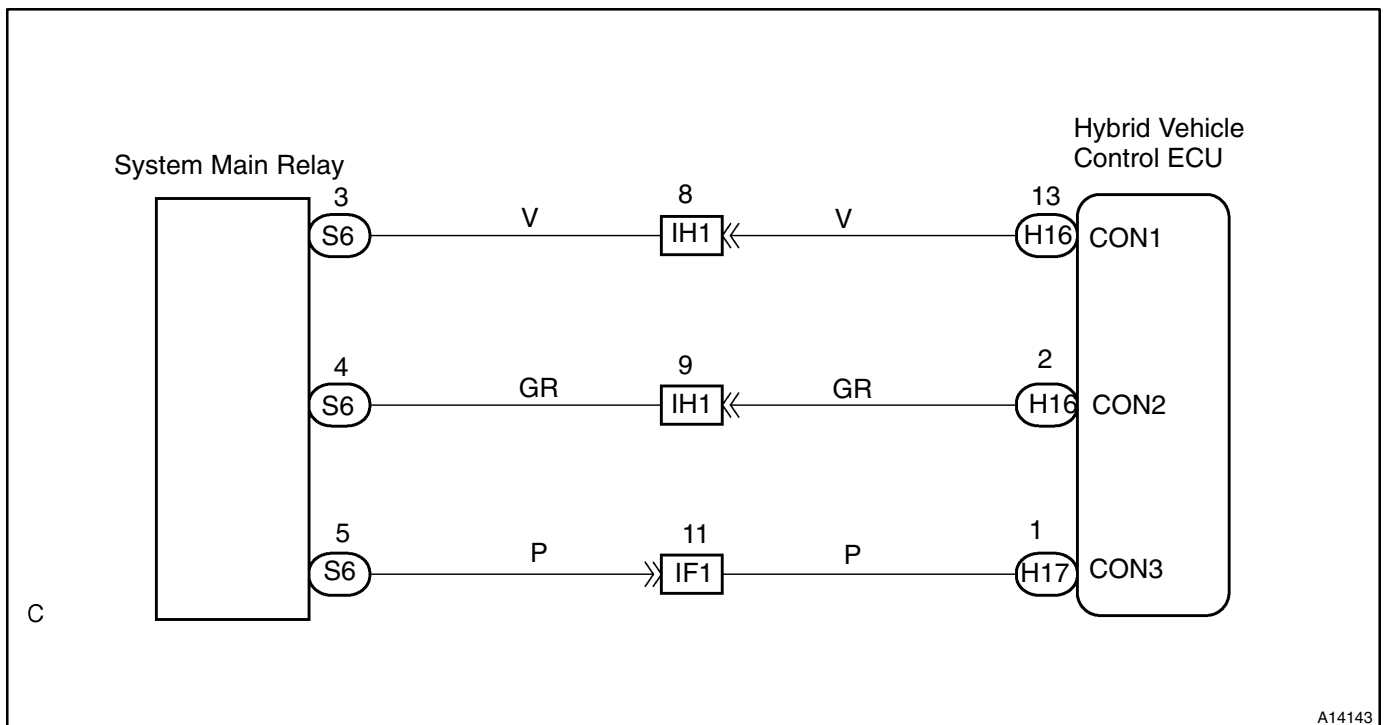 Hybrid Vehicle
Control ECU
System Main Relay
3 8 13
S6 V IH1 V H16 CON1
4 9 2
S6 GR IH1 GR H16 CON2
5 11 1
S6 P IF1 P H17 CON3
C
A14143